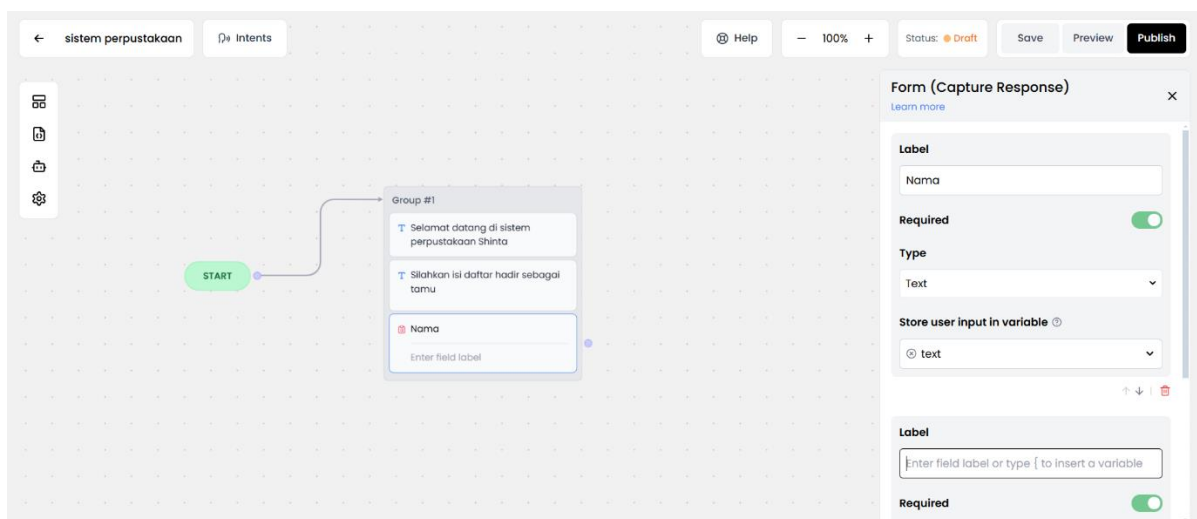 sistem perpustakaan
Intents
Help
100%
Status: Draft
Save
Preview
Publish
START
Group #1
Selamat datang di sistem
perpustakaan Shinta
Silahkan isi daftar hadir sebagai
tamu
Nama
Enter field label
Form (Capture Response)
Learn more
Label
Nama
Required
Type
Text
Store user input in variable
text
Label
Enter field label or type { to insert a variable
Required